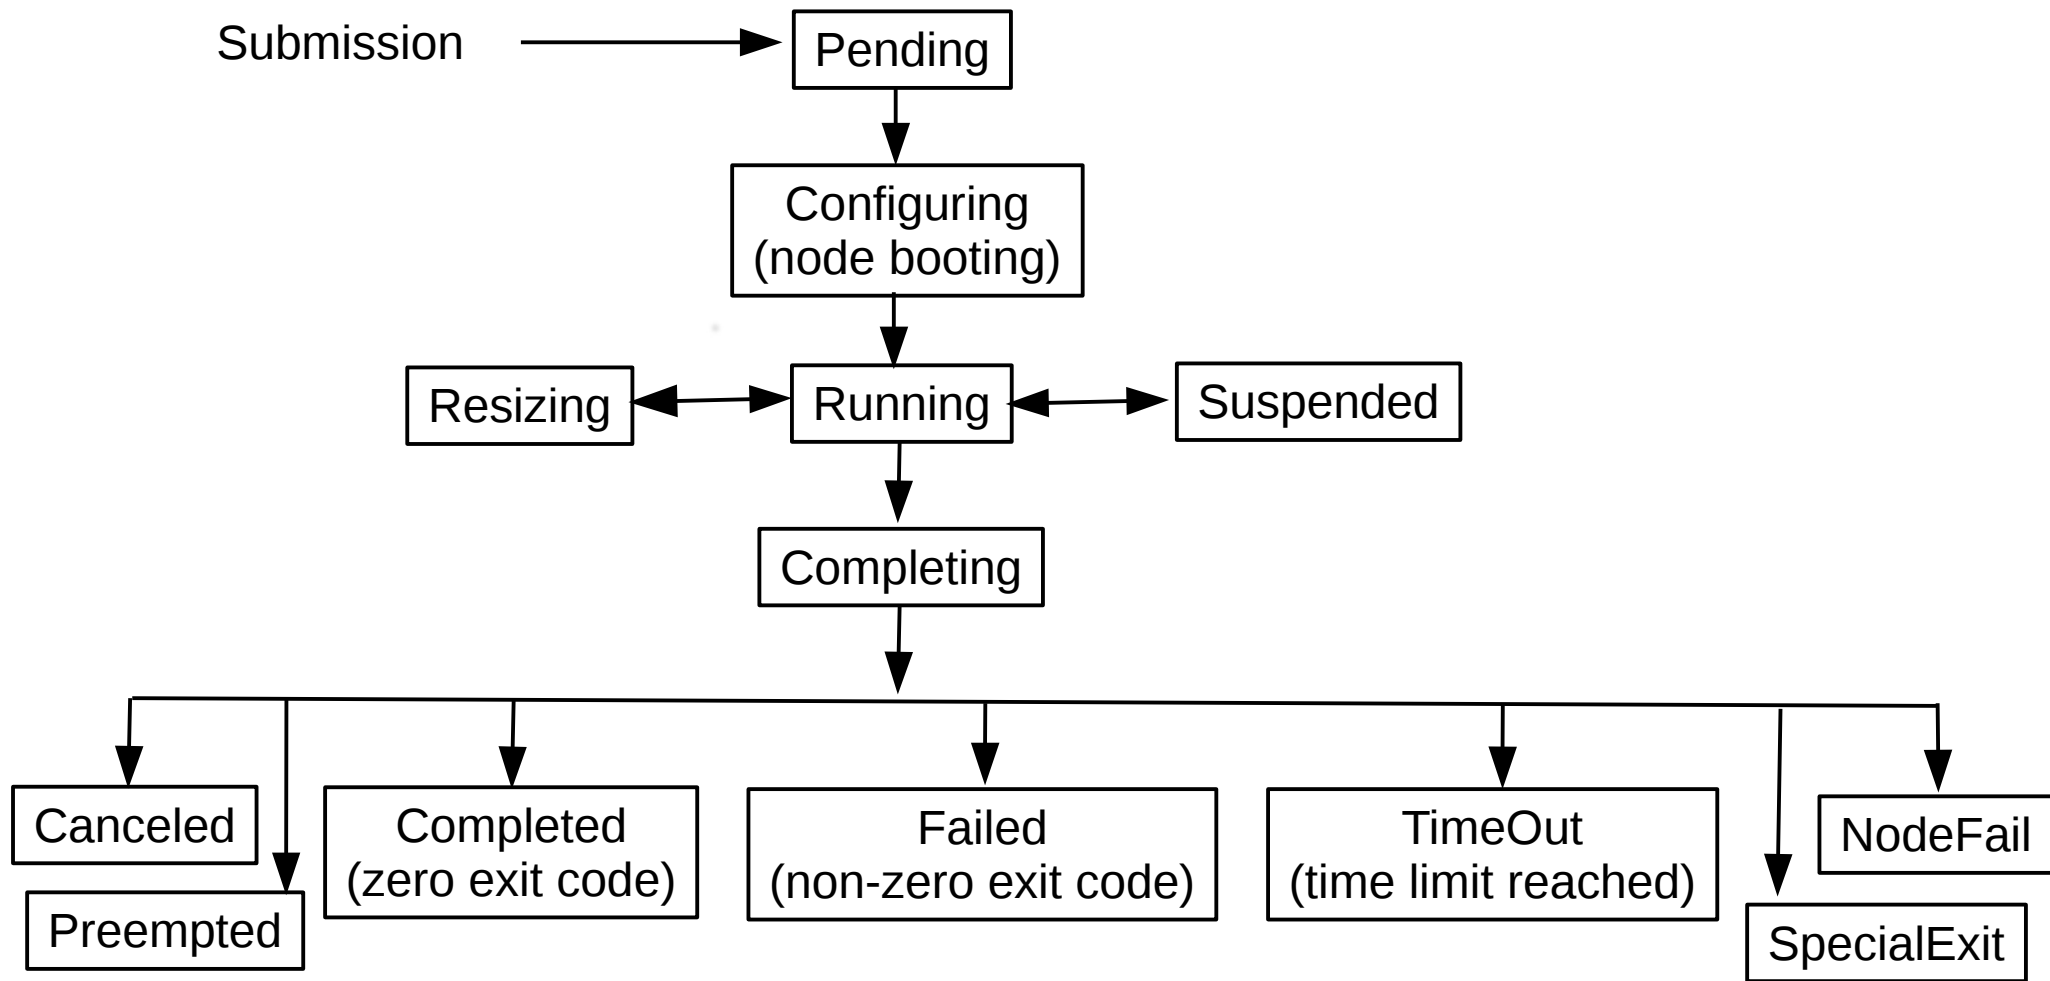 Submission
Pending
Configuring
(node booting)
Resizing
Running
Suspended
Completing
Canceled
Completed
(zero exit code)
Failed
(non-zero exit code)
TimeOut
(time limit reached)
NodeFail
Preempted
SpecialExit